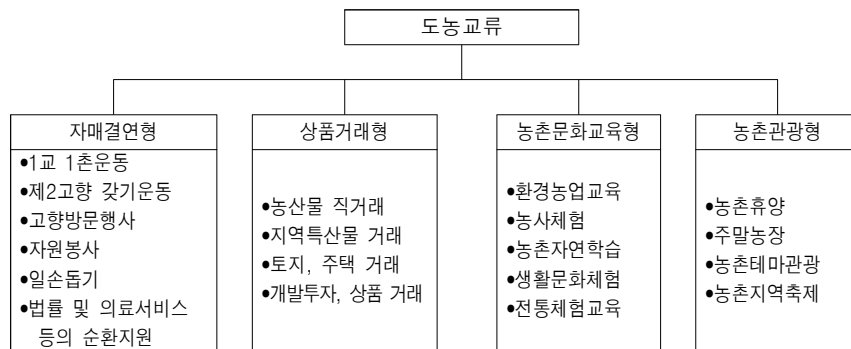 도농교류
자매결연형
•1교 1촌운동
•제2고향 갖기운동
•고향방문행사
•자원봉사
•일손돕기
•법률 및 의료서비스
등의 순환지원
상품거래형
•농산물 직거래
•지역특산물 거래
•토지, 주택 거래
•개발투자, 상품 거래
농촌문화교육형
•환경농업교육
•농사체험
•농촌자연학습
•생활문화체험
•전통체험교육
농촌관광형
•농촌휴양
•주말농장
•농촌테마관광
•농촌지역축제